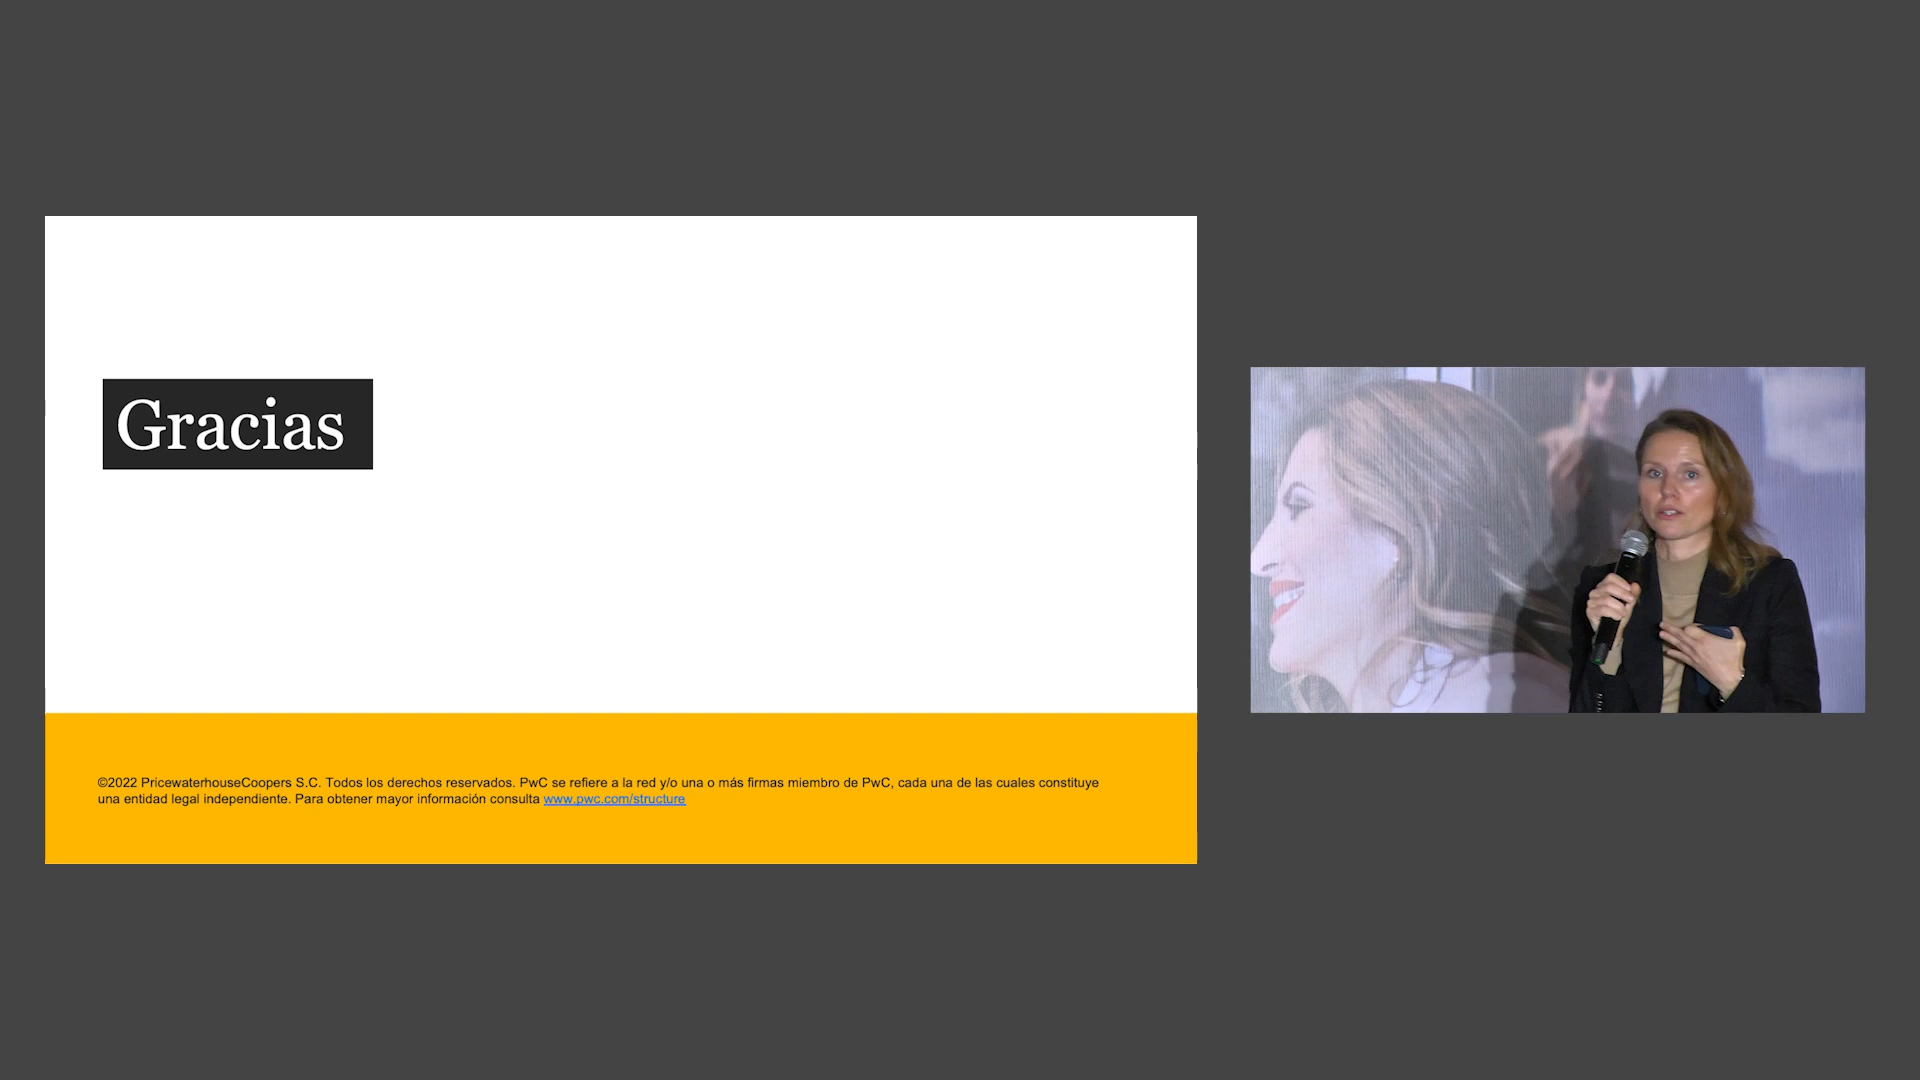 Gracias
©2022 PricewaterhouseCoopers S.C. Todos los derechos reservados. PwC se refiere a la red y/o una o más firmas miembro de PwC, cada una de las cuales constituye
una entidad legal independiente. Para obtener mayor información consulta www.pwc.com/structure